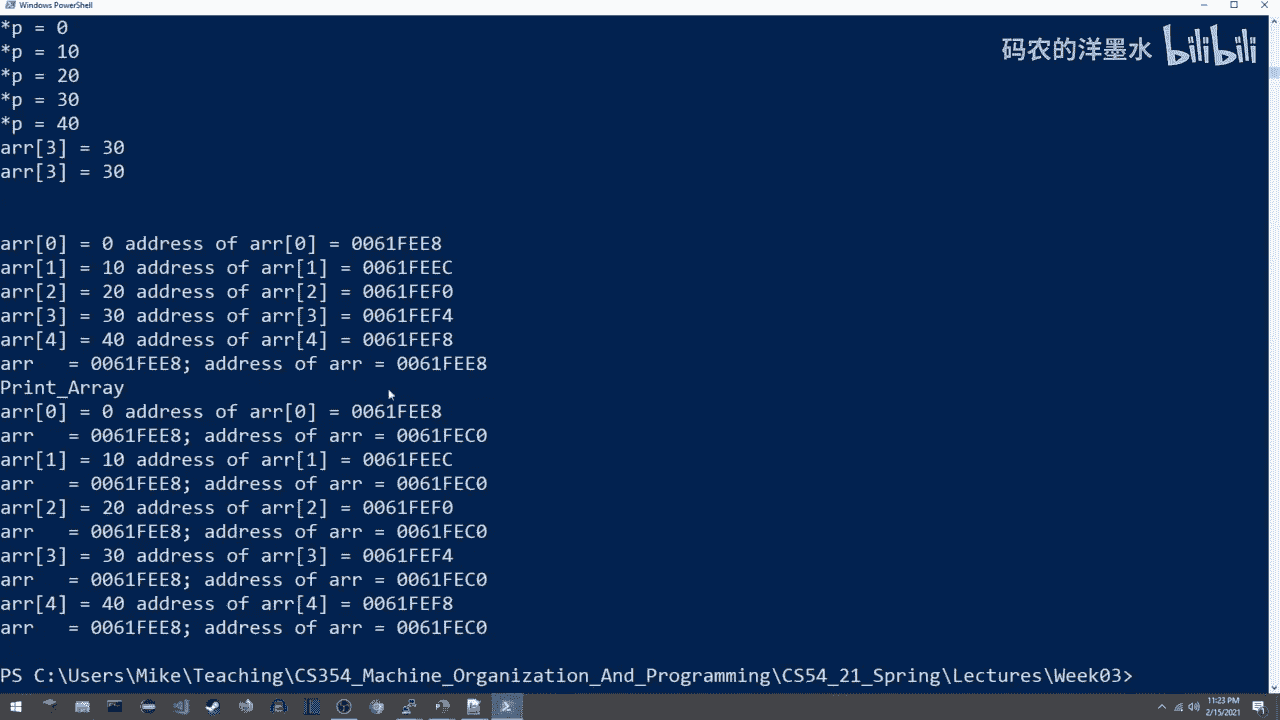 Windows PowerShell
*p = 0
*p = 10
*p = 20
*p = 30
*p = 40
arr[3] = 30
arr[3] = 30
码农的洋墨水 bilibili
arr[0] = 0 address of arr[0] = 0061FEE8
arr[1] = 10 address of arr[1] = 0061FEEC
arr[2] = 20 address of arr[2] = 0061FEF0
arr[3] = 30 address of arr[3] = 0061FEF4
arr[4] = 40 address of arr[4] = 0061FEF8
arr   = 0061FEE8; address of arr = 0061FEE8
Print_Array
arr[0] = 0 address of arr[0] = 0061FEE8
arr   = 0061FEE8; address of arr = 0061FEC0
arr[1] = 10 address of arr[1] = 0061FEEC
arr   = 0061FEE8; address of arr = 0061FEC0
arr[2] = 20 address of arr[2] = 0061FEF0
arr   = 0061FEE8; address of arr = 0061FEC0
arr[3] = 30 address of arr[3] = 0061FEF4
arr   = 0061FEE8; address of arr = 0061FEC0
arr[4] = 40 address of arr[4] = 0061FEF8
arr   = 0061FEE8; address of arr = 0061FEC0
PS C:\Users\Mike\Teaching\CS354_Machine_Organization_And_Programming\CS54_21_Spring\Lectures\Week03>
11:23 PM
2/15/2021